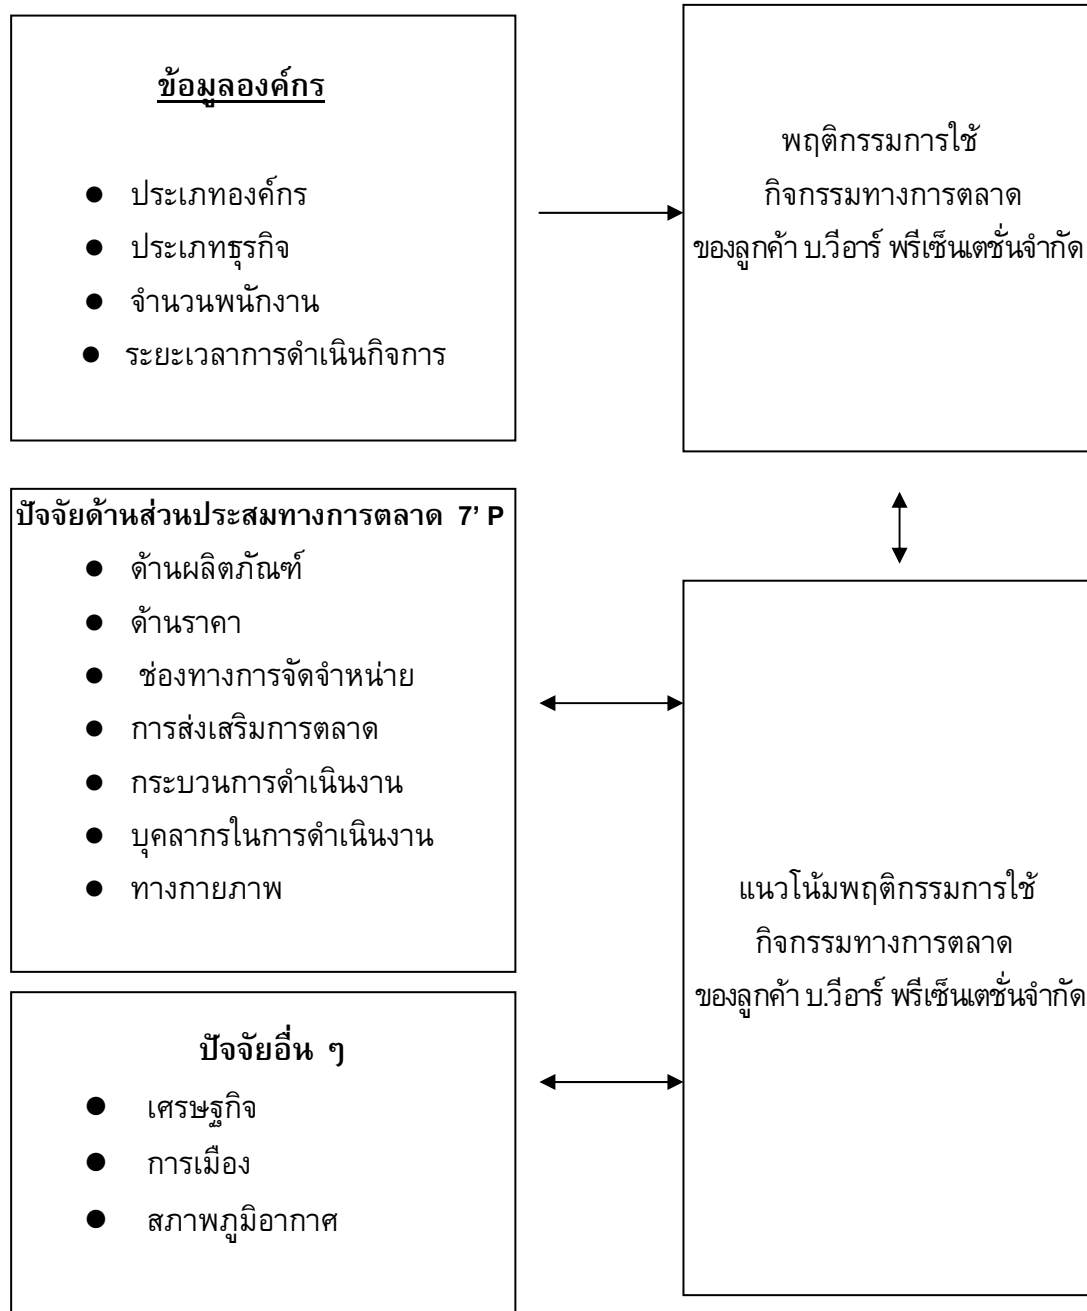 ข้อมูลองค์กร
● ประเภทองค์กร
● ประเภทธุรกิจ
● จำนวนพนักงาน
● ระยะเวลาการดำเนินกิจการ
พฤติกรรมการใช้
กิจกรรมทางการตลาด
ของลูกค้า บ.วีอาร์ พรีเซ็นเตชั่นจำกัด
ปัจจัยด้านส่วนประสมทางการตลาด 7' P
● ด้านผลิตภัณฑ์
● ด้านราคา
● ช่องทางการจัดจำหน่าย
● การส่งเสริมการตลาด
● กระบวนการดำเนินงาน
● บุคลากรในการดำเนินงาน
● ทางกายภาพ
แนวโน้มพฤติกรรมการใช้
กิจกรรมทางการตลาด
ของลูกค้า บ.วีอาร์ พรีเซ็นเตชั่นจำกัด
ปัจจัยอื่น ๆ
● เศรษฐกิจ
● การเมือง
● สภาพภูมิอากาศ